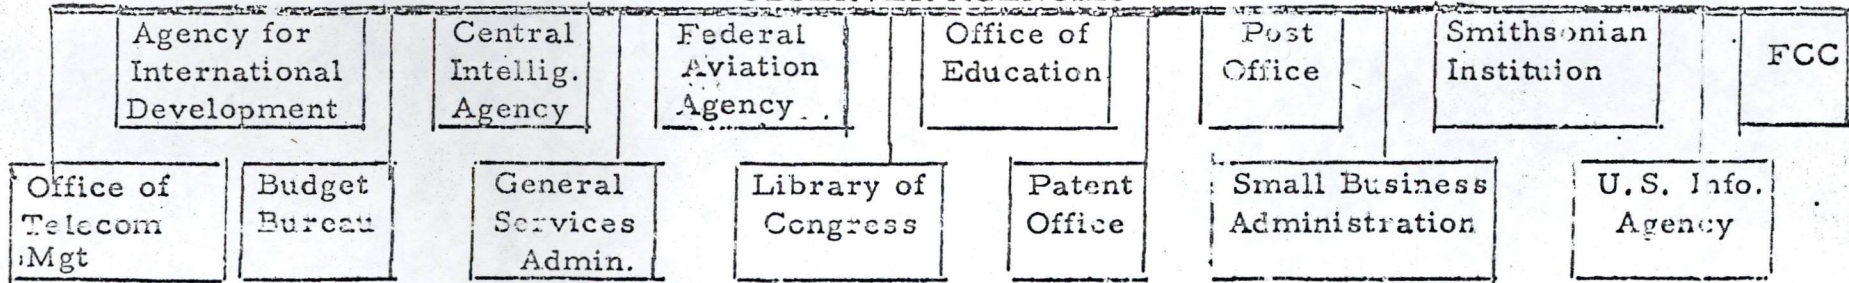 Agency for
International
Development
Central
Intellig.
Agency
Federal
Aviation
Agency
Office of
Education
Post
Office
Smithsonian
Instituion
FCC
Office of
Telecom
Mgt
Budget
Bureau
General
Services
Admin.
Library of
Congress
Patent
Office
Small Business
Administration
U.S. Info.
Agency